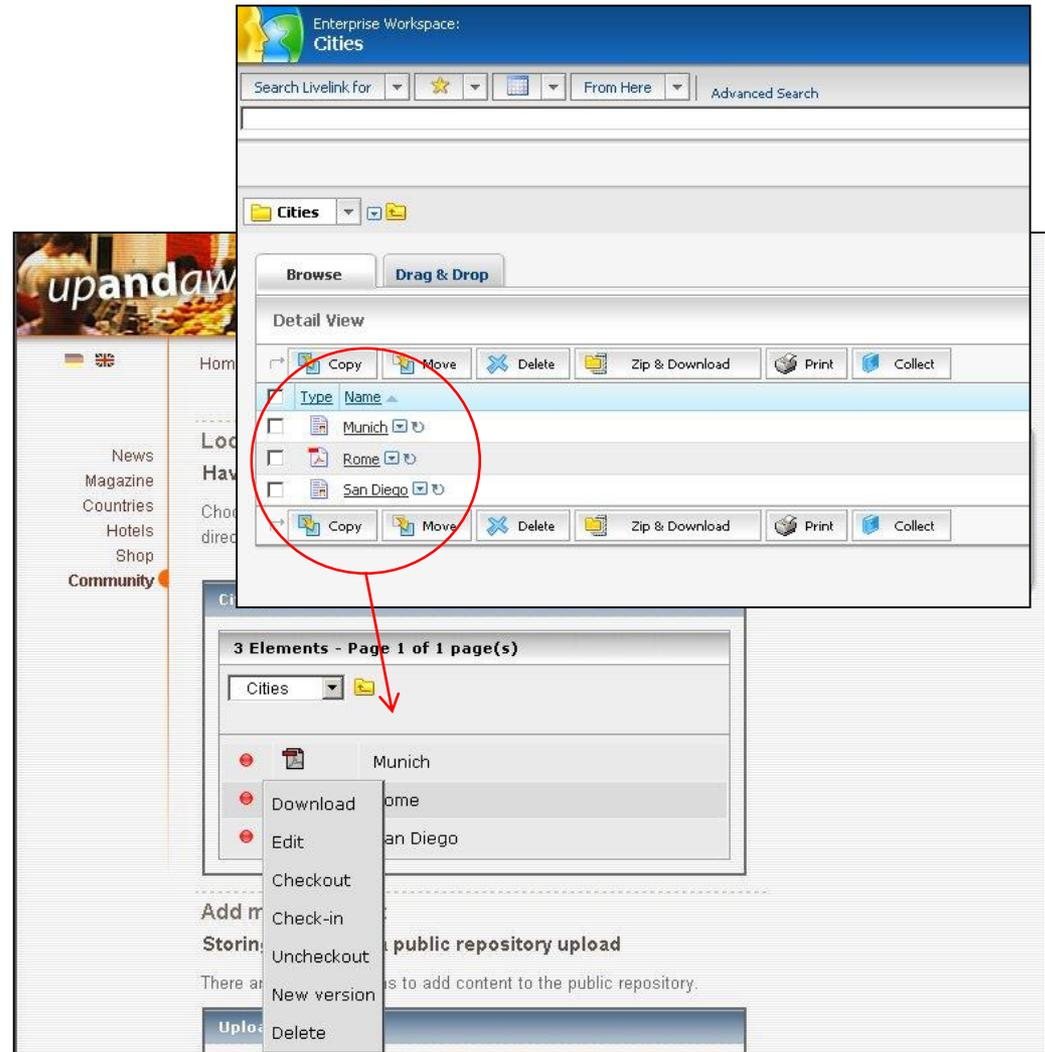 Enterprise Workspace:
Cities
Search Livelink for From Here Advanced Search
Cities
Browse Drag & Drop
Detail View
Copy Move Delete Zip & Download Print Collect
Type Name
Munich
Rome
San Diego
Copy Move Delete Zip & Download Print Collect
upandaw
Hom
News
Magazine
Countries
Hotels
Shop
Community
Loc
Hav
Choo
direc
Ci
3 Elements - Page 1 of 1 page(s)
Cities
Munich
ome
an Diego
Download
Edit
Checkout
Check-in
Uncheckout
New version
Delete
Add m
Storin public repository upload
There ar s to add content to the public repository.
Uploa